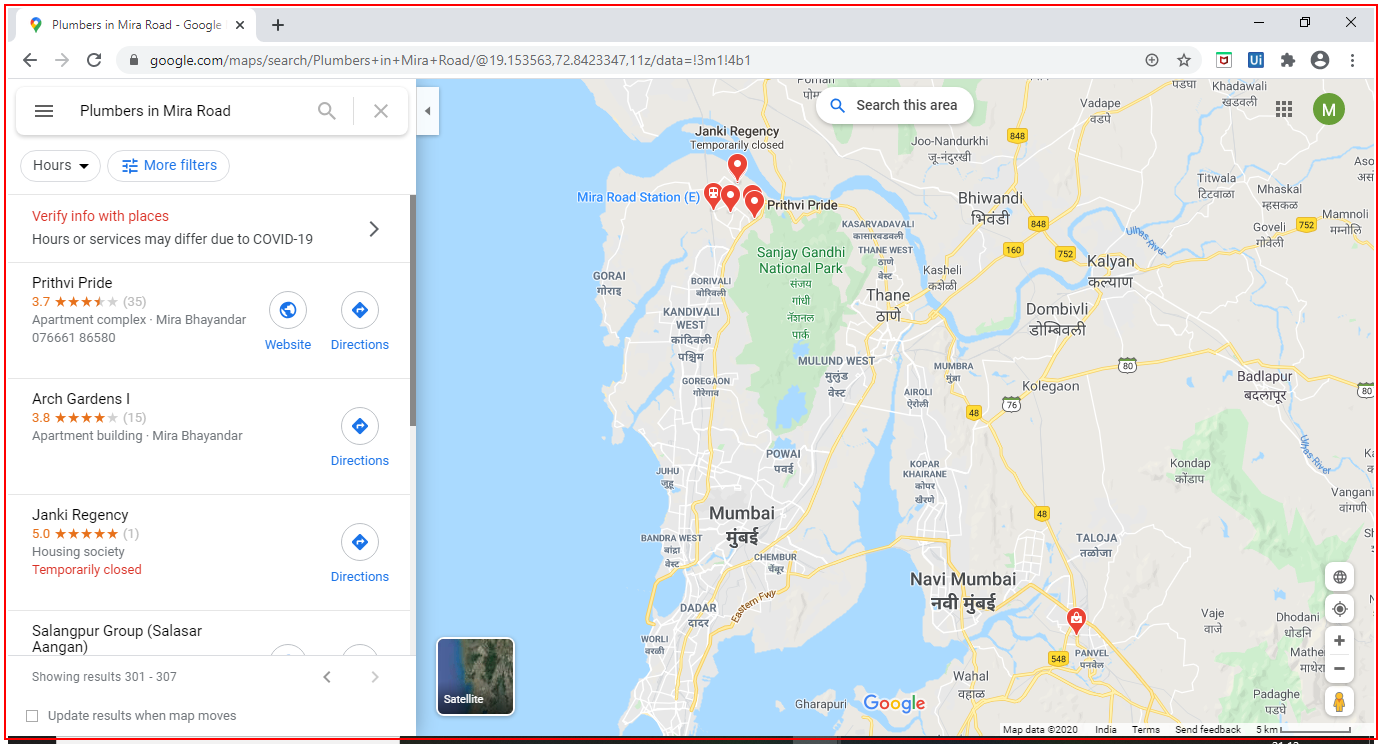 Plumbers in Mira Road - Google
google.com/maps/search/Plumbers+in+Mira+Road/@19.153563,72.8423347,11z/data=!3m1!4b1
Ui
Plumbers in Mira Road
Hours
More filters
Verify info with places
Hours or services may differ due to COVID-19
Prithvi Pride
3.7 ★★★★★ (35)
Apartment complex · Mira Bhayandar
076661 86580
Website
Directions
Arch Gardens I
3.8 ★★★★★ (15)
Apartment building · Mira Bhayandar
Directions
Janki Regency
5.0 ★★★★★ (1)
Housing society
Temporarily closed
Directions
Salangpur Group (Salasar
Aangan)
Showing results 301 - 307
Update results when map moves
Search this area
M
Janki Regency
Temporarily closed
Mira Road Station (E)
Prithvi Pride
Vadape
वडपे
पडघा
Khadawali
खडवली
848
Joo-Nandurkhi
जू-नंदुरखी
Titwala
टिटवाळा
Mhaskal
म्हसकळ
Bhiwandi
भिवंडी
Mamnoli
मम्नोलि
Goveli
गोवेली
752
848
160
752
Ulhas River
KASARVADAVALI
कासारवडवली
THANE WEST
ठाणे
वेस्ट
Kasheli
कशेळी
Kalyan
कल्याण
Sanjay Gandhi
National Park
संजय
गांधी
नॅशनल
पार्क
GORAI
गोराइ
BORIVALI
बोरिवली
Thane
ठाणे
Dombivli
डोम्बिवली
KANDIVALI
WEST
कांदिवली
पश्चिम
MULUND WEST
मुलुंड
वेस्ट
MUMBRA
मुंब्रा
80
Kolegaon
Badlapur
बदलापूर
80
GOREGAON
गोरेगाव
AIROLI
ऐरोली
76
48
POWAI
पवई
Ulhas River
KOPAR
KHAIRANE
कोपर
खैरणे
Kondap
कोंडाप
JUHU
जुहू
Vangani
वांगणी
Mumbai
मुंबई
48
BANDRA WEST
बांद्रा
वेस्ट
TALOJA
तळोजा
CHEMBUR
चेंबूर
Navi Mumbai
नवी मुंबई
Eastern Fwy
DADAR
दादर
Vaje
वाजे
Dhodani
धोडनि
WORLI
वरळी
548
PANVEL
पनवेल
Wahal
वाहाळ
Padaghe
पडघे
Gharapuri
Satellite
Google
Map data ©2020 India Terms Send feedback 5 km